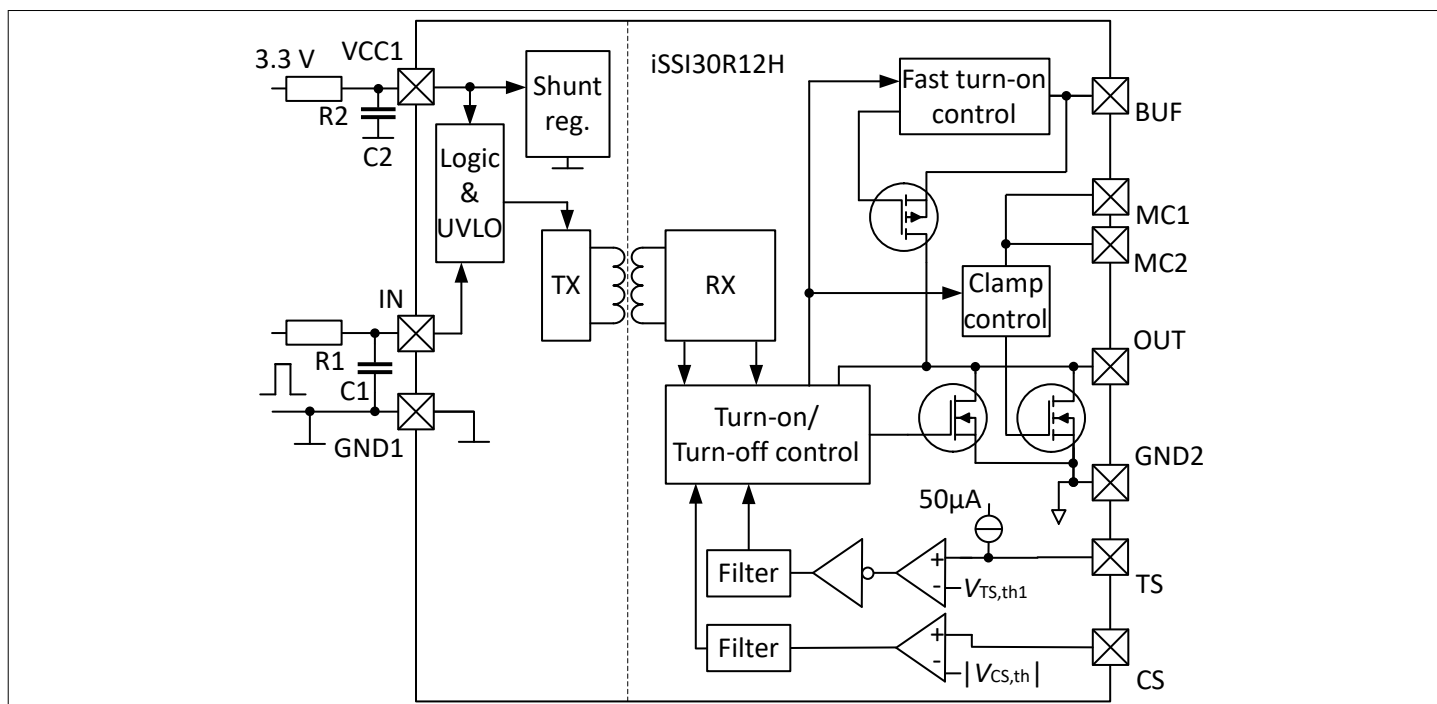 VCC1
3.3 V
R2
C2
Shunt
reg.
Logic
&
UVLO
IN
R1
C1
GND1
TX
RX
iSSI30R12H
Fast turn-on
control
BUF
MC1
MC2
Clamp
control
OUT
Turn-on/
Turn-off control
GND2
50µA
Filter
+
-
VTS,th1
TS
Filter
+
-
|VCS,th|
CS